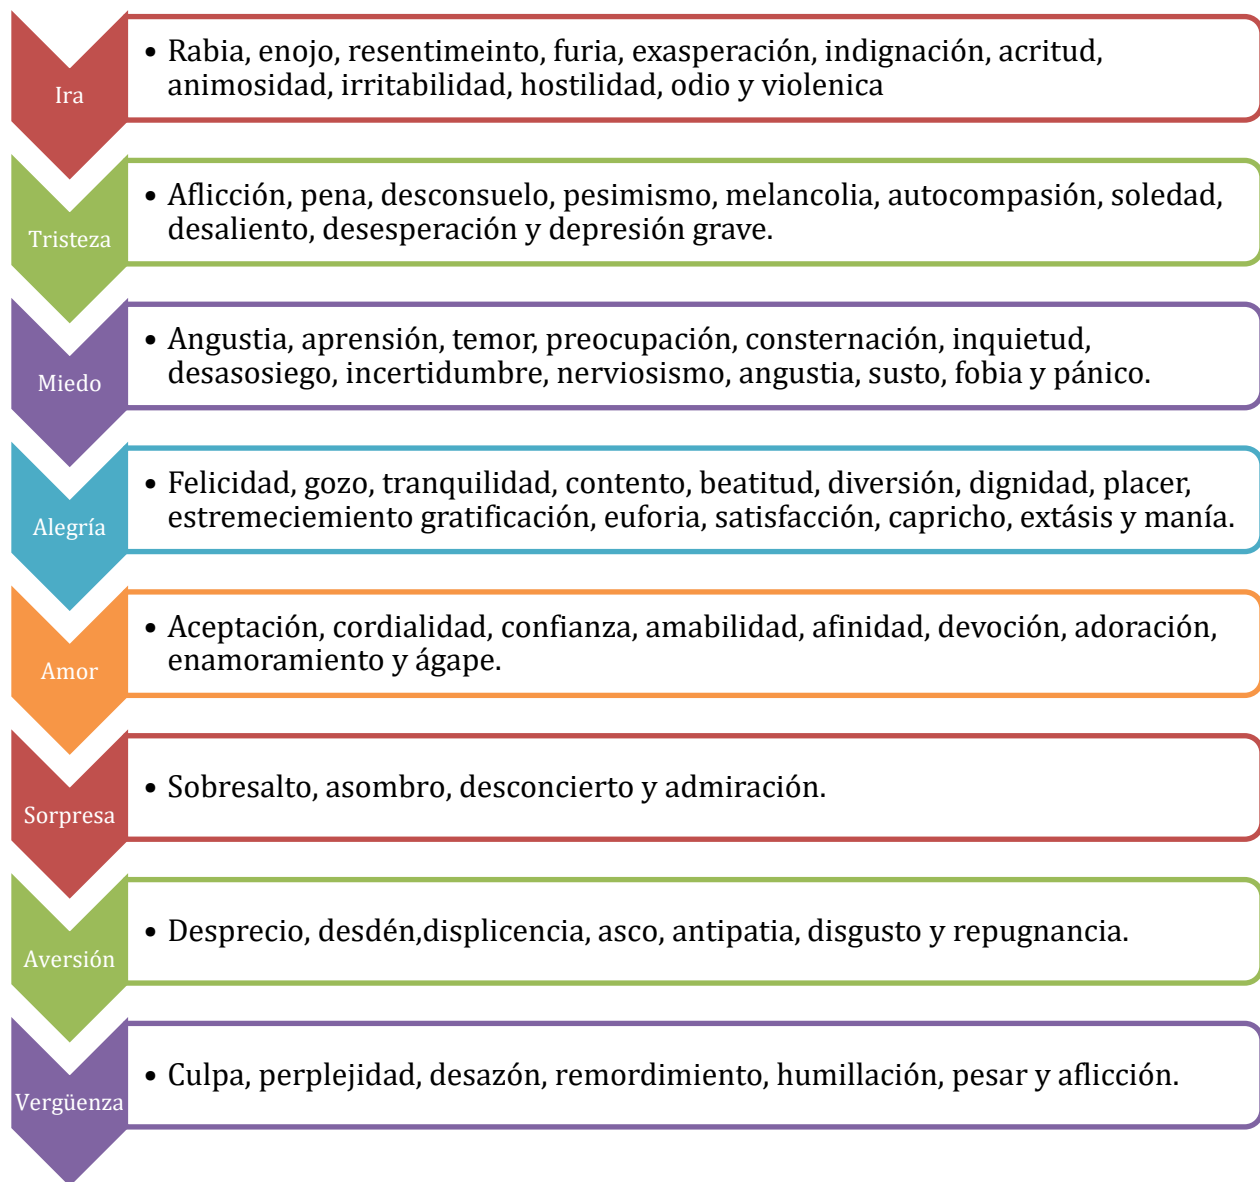 Ira
• Rabia, enojo, resentimeinto, furia, exasperación, indignación, acritud,
animosidad, irritabilidad, hostilidad, odio y violenica
Tristeza
• Aflicción, pena, desconsuelo, pesimismo, melancolia, autocompasión, soledad,
desaliento, desesperación y depresión grave.
Miedo
• Angustia, aprensión, temor, preocupación, consternación, inquietud,
desasosiego, incertidumbre, nerviosismo, angustia, susto, fobia y pánico.
Alegría
• Felicidad, gozo, tranquilidad, contento, beatitud, diversión, dignidad, placer,
estremeciemiento gratificación, euforia, satisfacción, capricho, extásis y manía.
Amor
• Aceptación, cordialidad, confianza, amabilidad, afinidad, devoción, adoración,
enamoramiento y ágape.
Sorpresa
• Sobresalto, asombro, desconcierto y admiración.
Aversión
• Desprecio, desdén,displicencia, asco, antipatia, disgusto y repugnancia.
Vergüenza
• Culpa, perplejidad, desazón, remordimiento, humillación, pesar y aflicción.